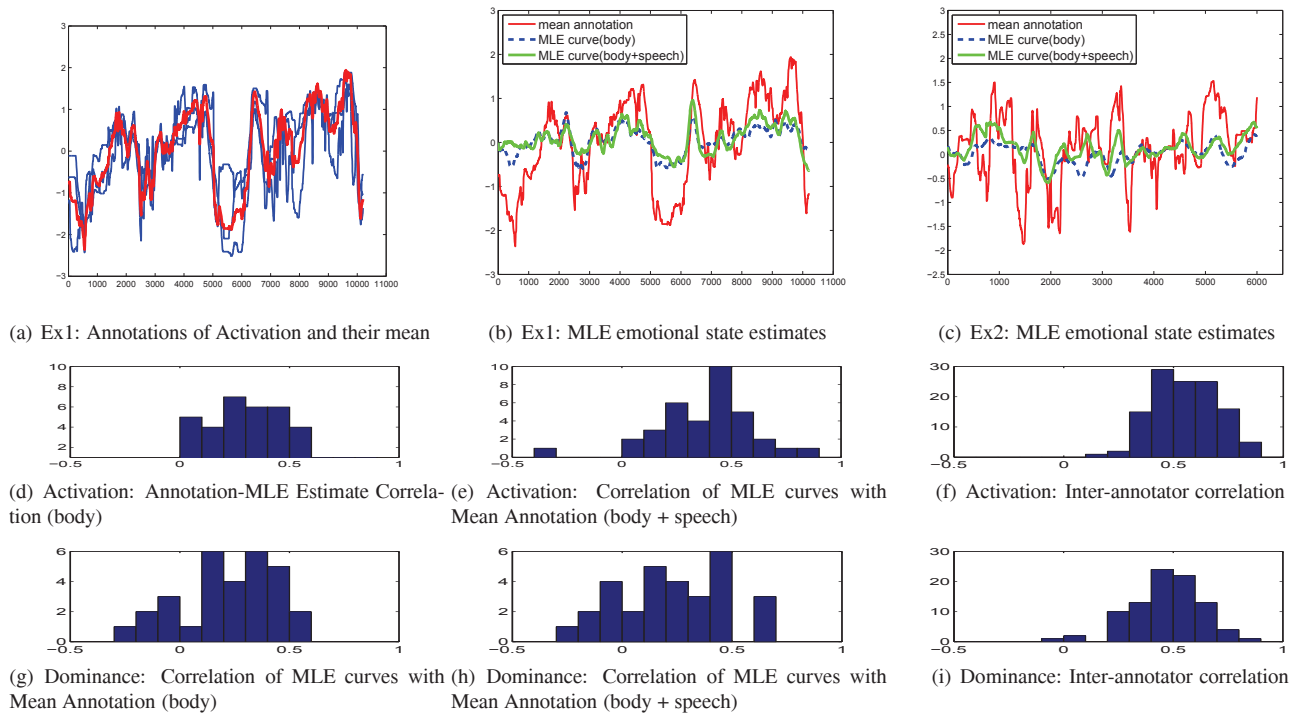 3
2
1
0
−1
−2
−3
0 1000 2000 3000 4000 5000 6000 7000 8000 9000 10000 11000
(a) Ex1: Annotations of Activation and their mean
mean annotation
MLE curve(body)
MLE curve(body+speech)
3
2
1
0
−1
−2
−3
0 1000 2000 3000 4000 5000 6000 7000 8000 9000 10000 11000
(b) Ex1: MLE emotional state estimates
mean annotation
MLE curve(body)
MLE curve(body+speech)
3
2.5
2
1.5
1
0.5
0
−0.5
−1
−1.5
−2
−2.5
0 1000 2000 3000 4000 5000 6000
(c) Ex2: MLE emotional state estimates
10
8
6
4
2
−0.5 0 0.5 1
(d) Activation: Annotation-MLE Estimate Correla-
tion (body)
10
8
6
4
2
0
−0.5 0 0.5 1
(e) Activation: Correlation of MLE curves with
Mean Annotation (body + speech)
30
20
10
0
−0.5 0 0.5 1
(f) Activation: Inter-annotator correlation
6
4
2
0
−0.5 0 0.5 1
(g) Dominance: Correlation of MLE curves with
Mean Annotation (body)
6
4
2
0
−0.5 0 0.5 1
(h) Dominance: Correlation of MLE curves with
Mean Annotation (body + speech)
30
20
10
0
−0.5 0 0.5 1
(i) Dominance: Inter-annotator correlation